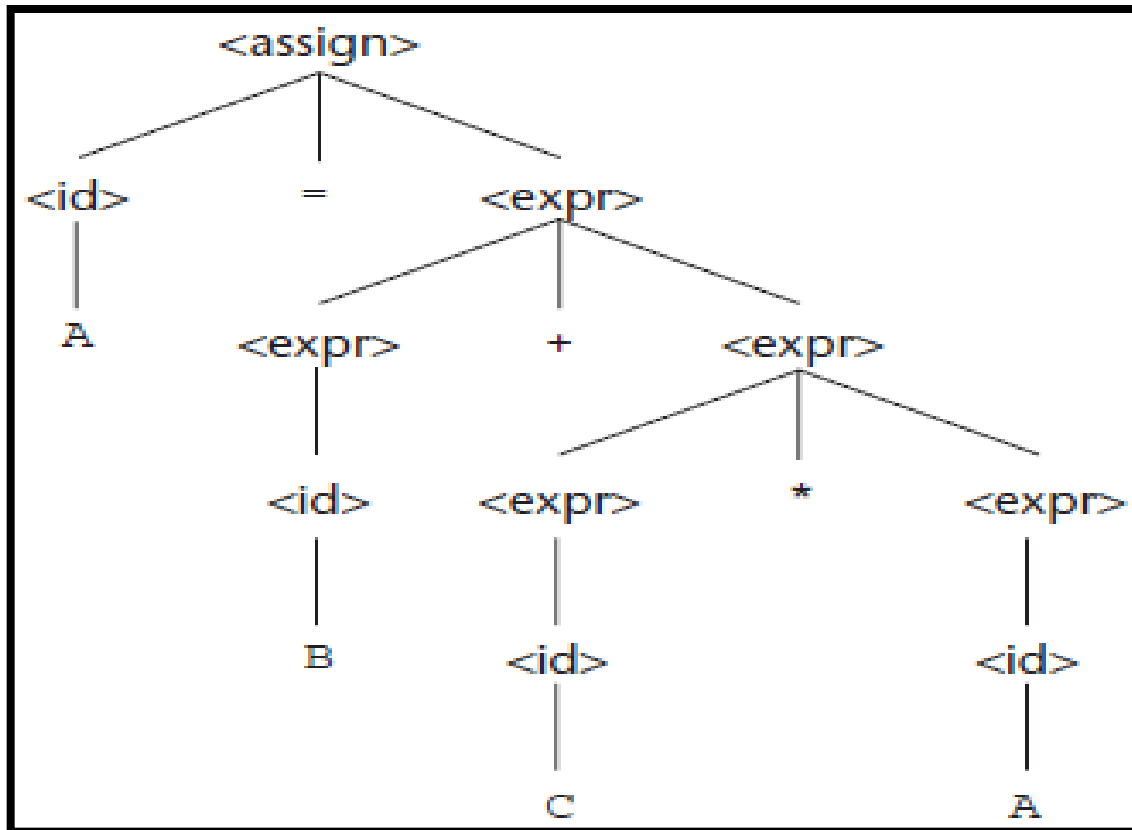 <assign>
<id> = <expr>
A <expr> + <expr>
<id> <expr> * <expr>
B <id> <id>
C A